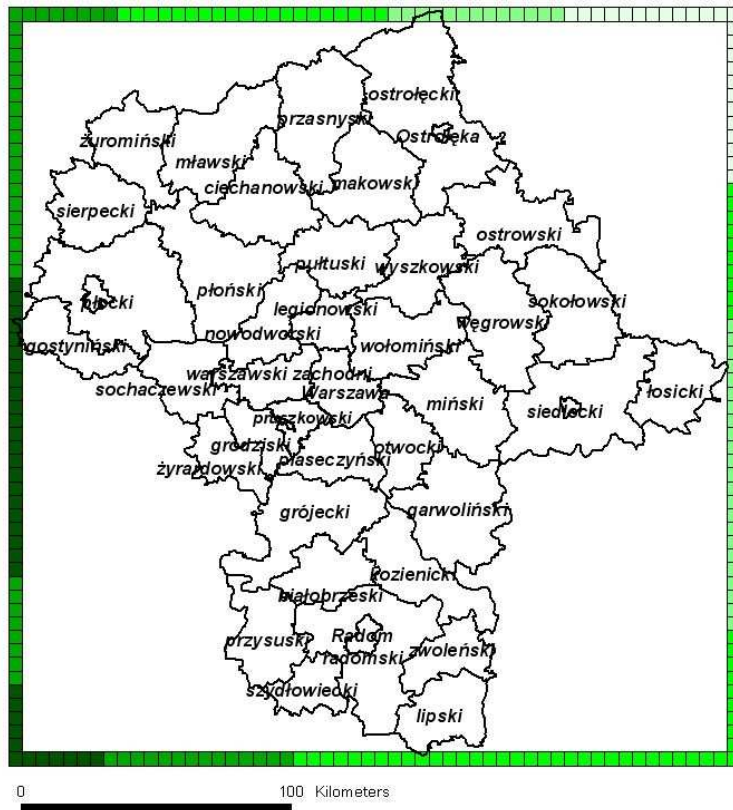 ostrołęcki
przasnyski
Ostrołęka
żuromiński
mławski
ciechanowski
makowski
sierpecki
ostrowski
pułtuski
wyszkowski
płoński
sokołowski
płocki
legionowski
węgrowski
nowodworski
wołomiński
gostyniński
warszawski zachodni
sochaczewski
Warszawa
łosicki
miński
siedlecki
pruszkowski
grodziski
otwocki
piaseczyński
żyrardowski
grójecki
garwoliński
kozienicki
białobrzeski
przysuski
Radom
radomski
zwoleński
szydłowiecki
lipski
0 100 Kilometers